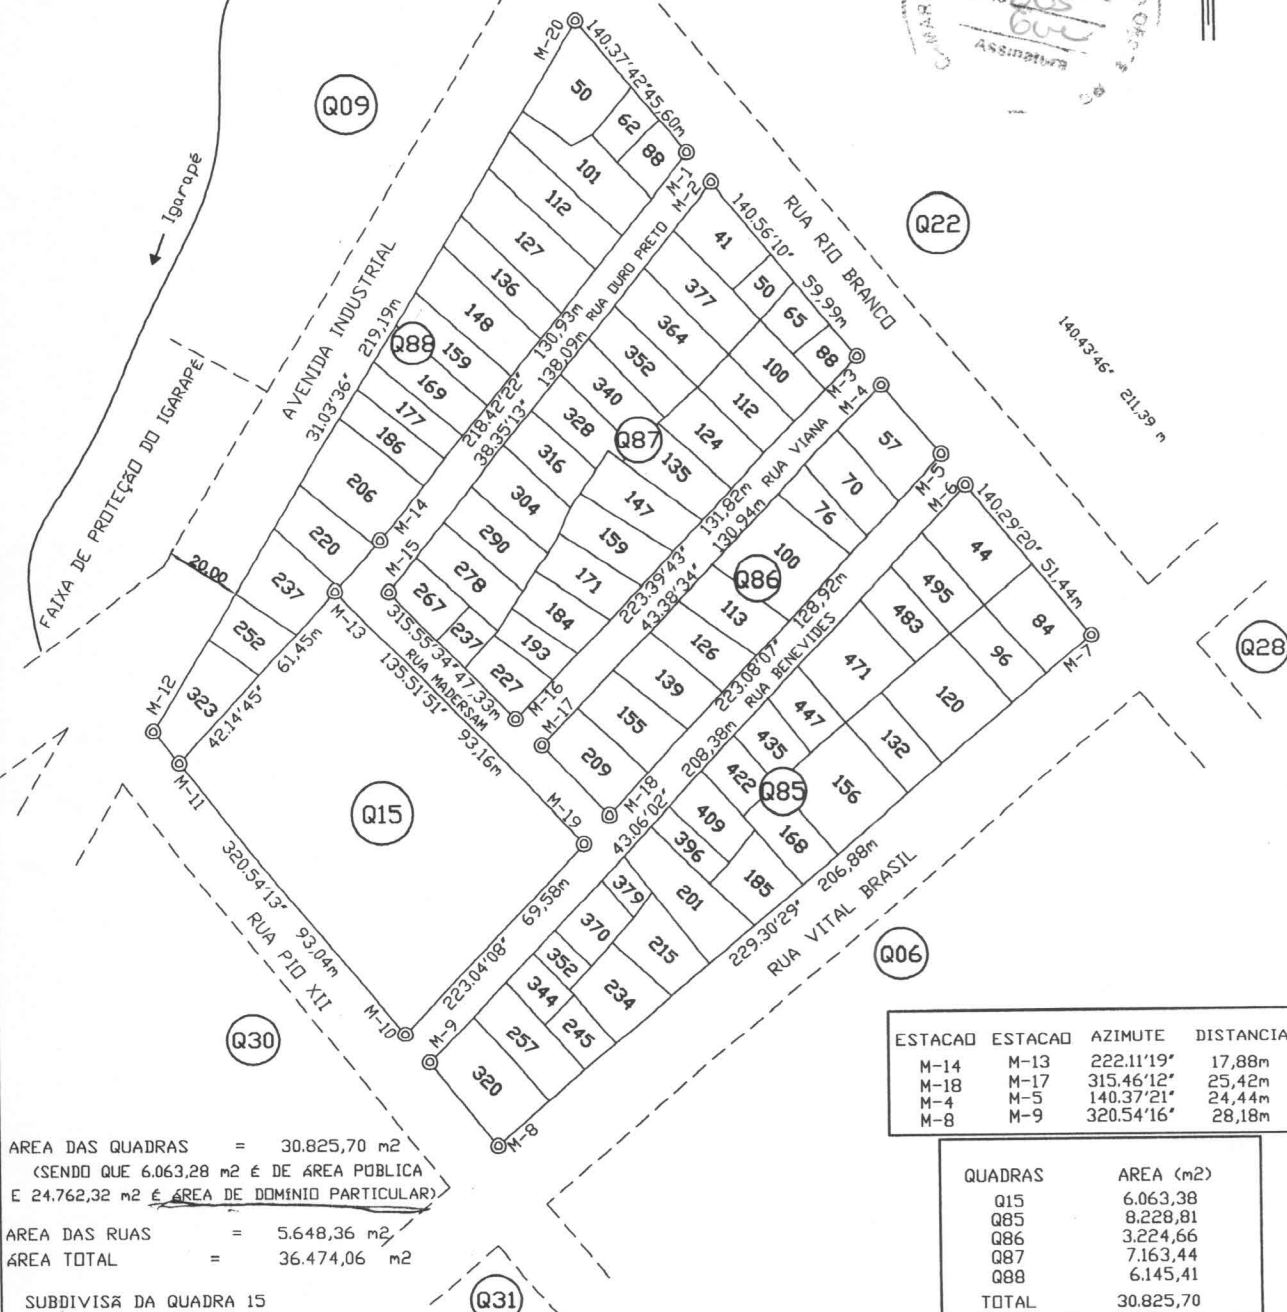 Assinatura
Q09
Igarapé
FAIXA DE PROTEÇÃO DO IGARAPÉ
20.00
AVENIDA INDUSTRIAL
31.03'36" 219,19m
M-20
140.37'42" 45,60m
M-1
M-2
50
62
88
101
112
127
136
148
Q88
159
169
177
186
206
220
237
252
323
M-12
M-11
42.14'45" 61,45m
M-13
M-14
M-15
218.42'22" 130,93m
38.35'13" 138,09m RUA OURO PRETO
140.56'10" 59,99m
RUA RIO BRANCO
Q22
140.43'46" 211,39 m
41
50
65
88
377
364
352
340
328
316
304
290
278
267
237
227
100
112
124
135
Q87
147
159
171
184
193
M-3
M-4
M-16
M-17
223.39'43" 131,82m RUA VIANA
43.38'34" 130,94m
315.55'34" 47,33m
RUA MADERSAM
135.51'51" 93,16m
57
70
76
100
Q86
113
126
139
155
209
M-5
M-6
M-18
M-19
223.08'07" 128,92m
43.06'02" 208,38m RUA BENEVIDES
140.29'20" 51,44m
M-7
Q28
44
84
495
96
483
471
120
447
132
435
422
Q85
156
409
168
396
185
379
201
370
215
352
344
234
245
257
320
M-9
M-8
M-10
223.04'08" 69,58m
Q15
320.54'13" 93,04m
RUA PIO XII
229.30'29" 206,88m
RUA VITAL BRASIL
Q06
Q30
Q31
ESTACAO ESTACAO AZIMUTE DISTANCIA
M-14 M-13 222.11'19" 17,88m
M-18 M-17 315.46'12" 25,42m
M-4 M-5 140.37'21" 24,44m
M-8 M-9 320.54'16" 28,18m
AREA DAS QUADRAS = 30.825,70 m2
(SENDO QUE 6.063,28 m2 É DE ÁREA PÚBLICA
E 24.762,32 m2 É ÁREA DE DOMÍNIO PARTICULAR)
AREA DAS RUAS = 5.648,36 m2
ÁREA TOTAL = 36.474,06 m2
SUBDIVISÃ DA QUADRA 15
QUADRAS AREA (m2)
Q15 6.063,38
Q85 8.228,81
Q86 3.224,66
Q87 7.163,44
Q88 6.145,41
TOTAL 30.825,70